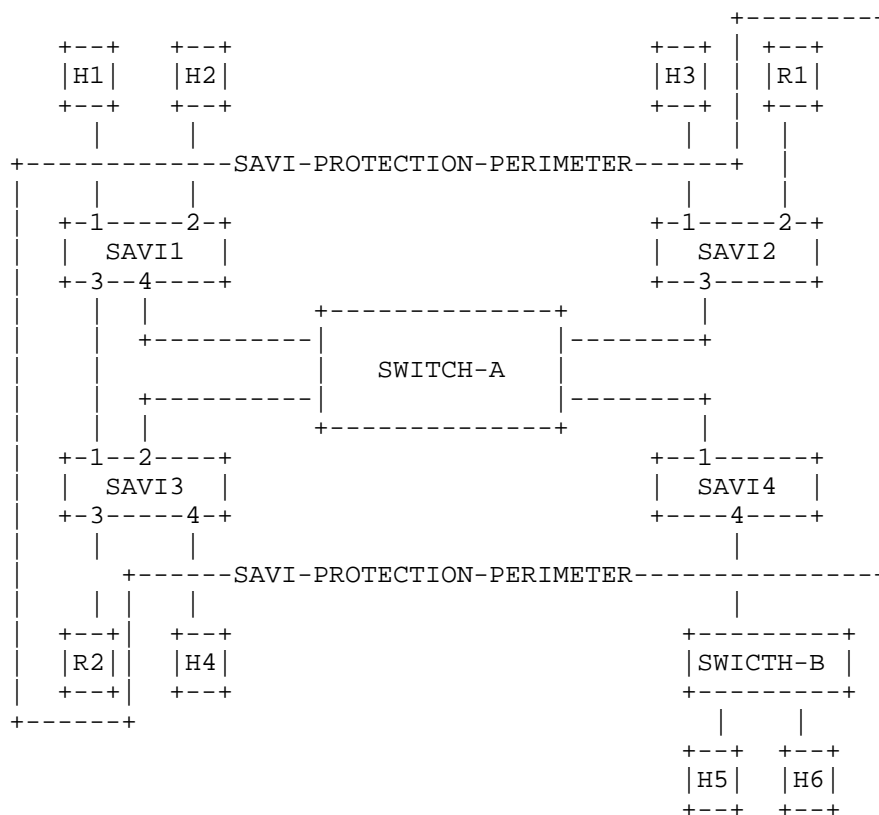 H1 H2 H3 R1
SAVI-PROTECTION-PERIMETER
1 2 1 2
SAVI1 SAVI2
3 4 3
SWITCH-A
1 2 1
SAVI3 SAVI4
3 4 4
SAVI-PROTECTION-PERIMETER
R2 H4 SWICTH-B
H5 H6